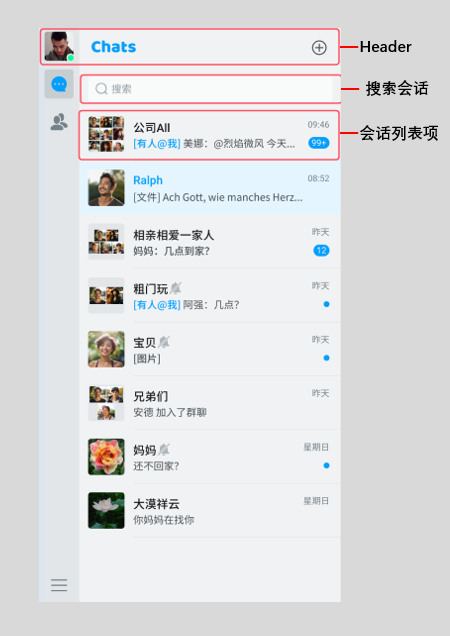 Chats
Header
搜索
搜索会话
公司All
09:46
[有人@我] 美娜：@烈焰微风 今天...
99+
会话列表项
Ralph
08:52
[文件] Ach Gott, wie manches Herz...
相亲相爱一家人
昨天
妈妈：几点到家？
12
粗门玩
昨天
[有人@我] 阿强：几点？
宝贝
昨天
[图片]
兄弟们
昨天
安德 加入了群聊
妈妈
星期日
还不回家？
大漠祥云
星期日
你妈妈在找你